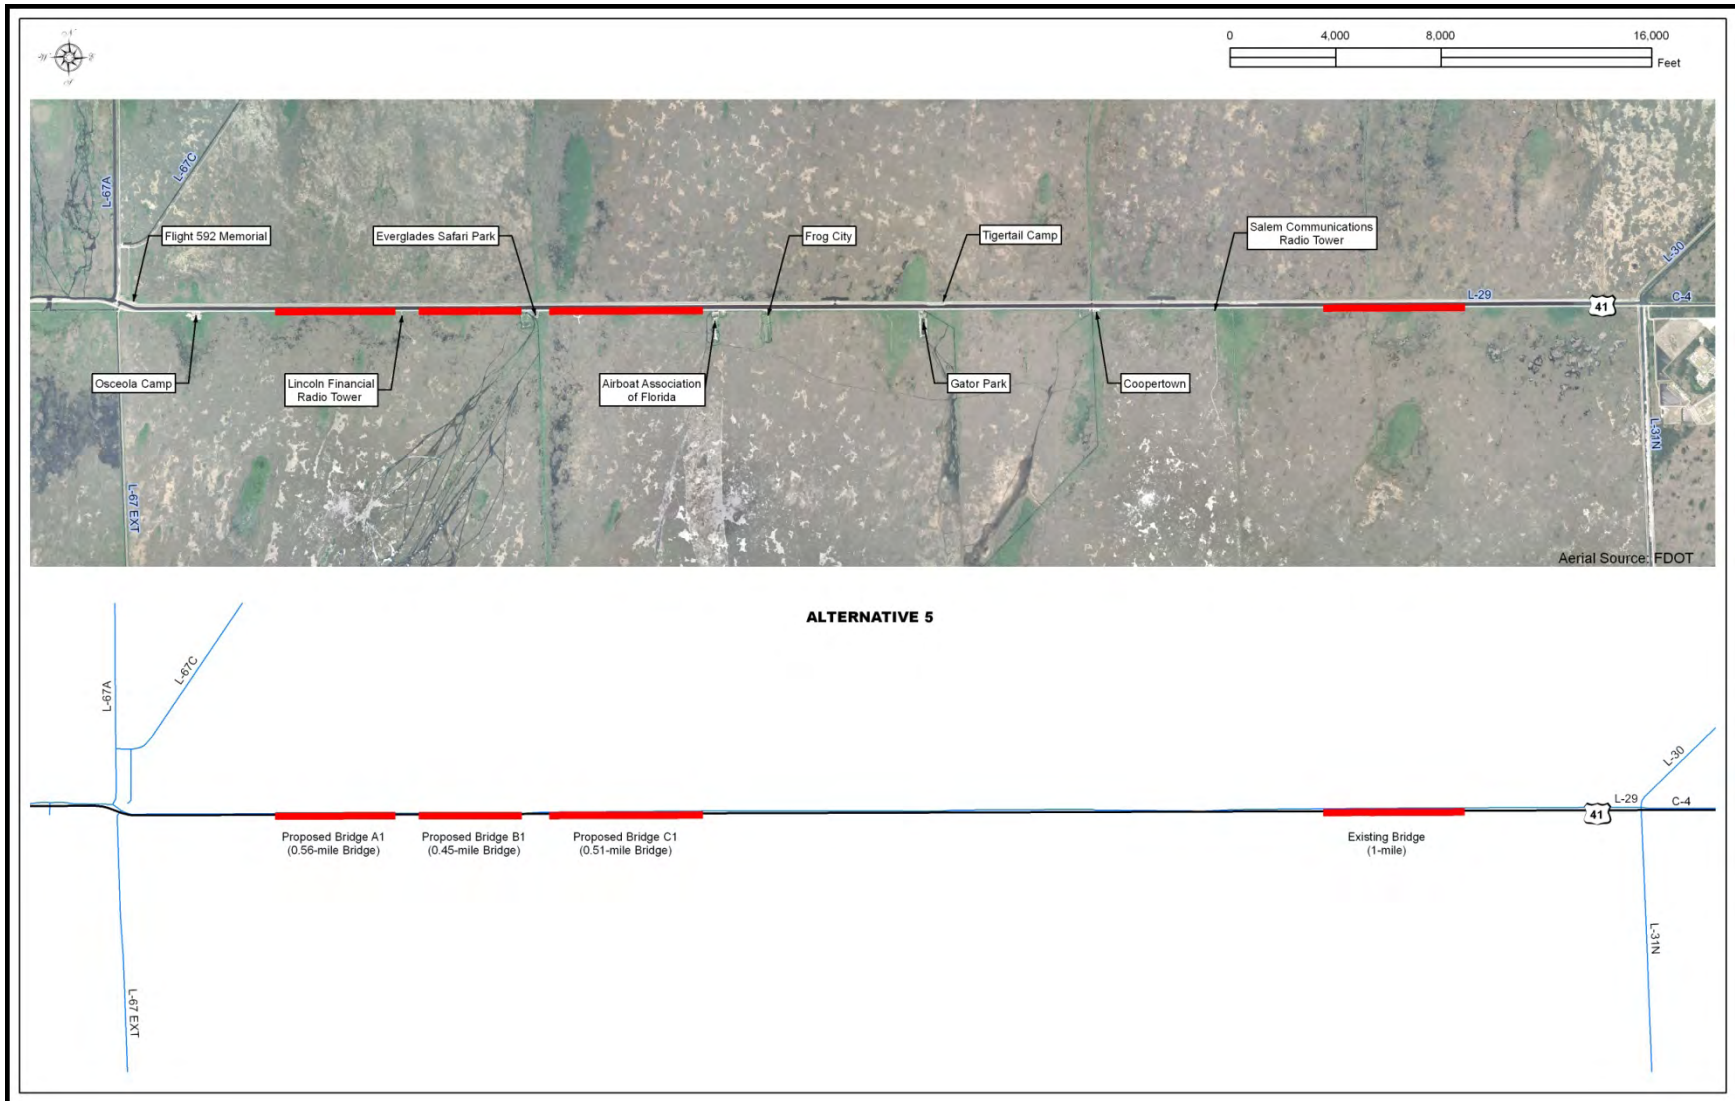 N
W
E
S
0
4,000
8,000
16,000
Feet
L-67A
L-67C
Flight 592 Memorial
Everglades Safari Park
Frog City
Tigertail Camp
Salem Communications
Radio Tower
L-30
L-29
C-4
41
Osceola Camp
Lincoln Financial
Radio Tower
Airboat Association
of Florida
Gator Park
Coopertown
L-31N
L-67 EXT
Aerial Source: FDOT
ALTERNATIVE 5
L-67A
L-67C
L-30
L-29
C-4
41
Proposed Bridge A1
(0.56-mile Bridge)
Proposed Bridge B1
(0.45-mile Bridge)
Proposed Bridge C1
(0.51-mile Bridge)
Existing Bridge
(1-mile)
L-31N
L-67 EXT